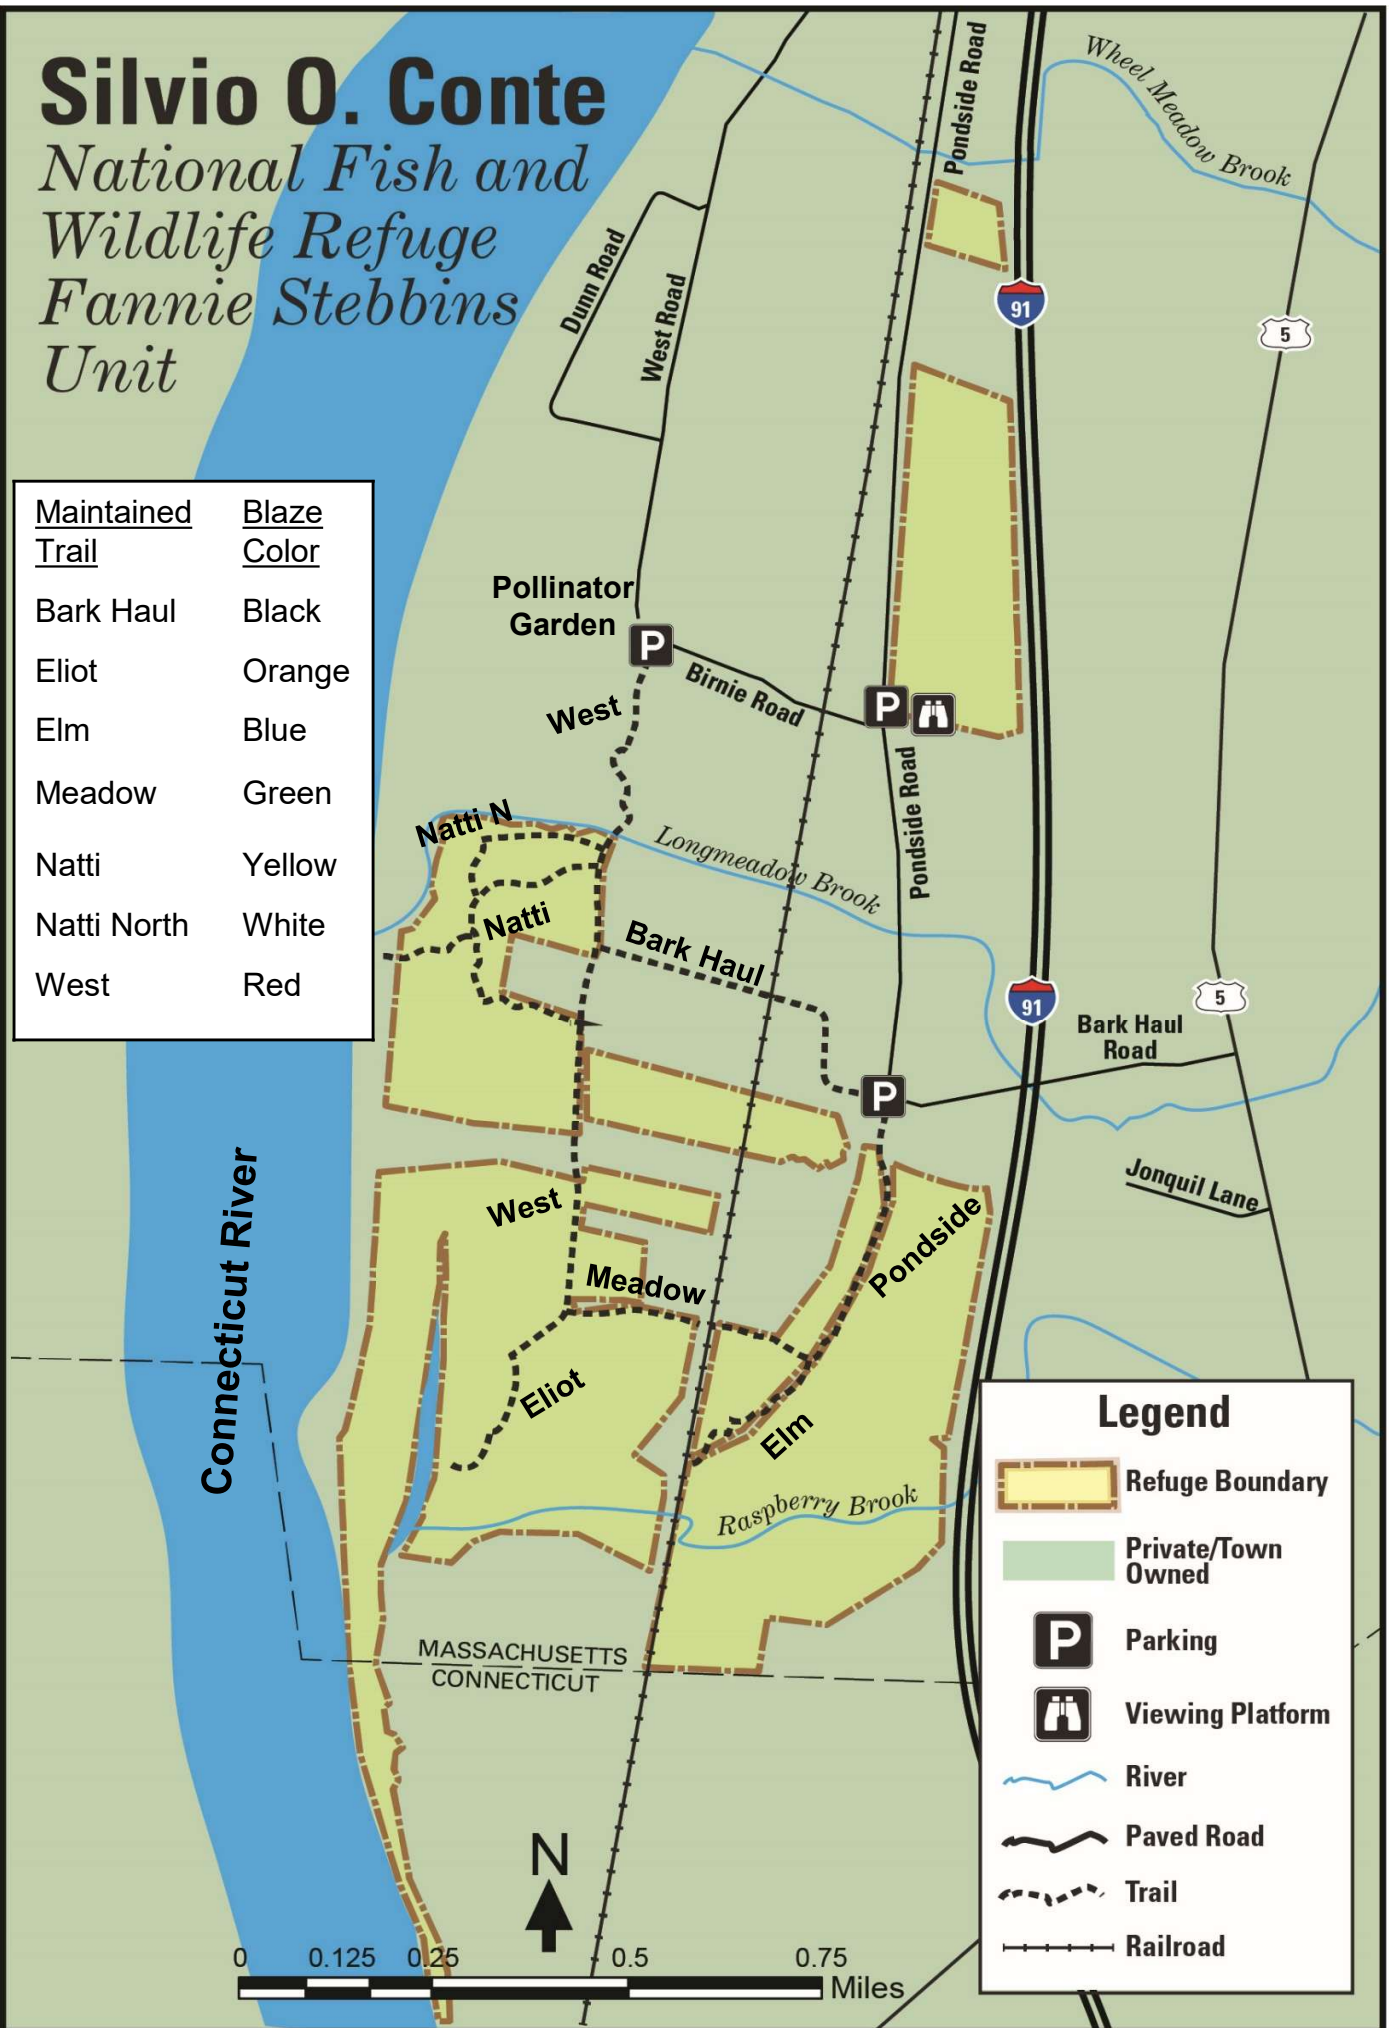 Silvio O. Conte
National Fish and
Wildlife Refuge
Fannie Stebbins
Unit
Pondside Road
Wheel Meadow Brook
Dunn Road
West Road
91
5
Maintained Blaze
Trail Color
Bark Haul Black
Eliot Orange
Elm Blue
Meadow Green
Natti Yellow
Natti North White
West Red
Pollinator
Garden
P
Birnie Road
P
West
Pondside Road
Natti N
Longmeadow Brook
Natti
Bark Haul
91
5
Bark Haul
Road
P
Connecticut River
West
Jonquil Lane
Pondside
Meadow
Eliot
Elm
Raspberry Brook
MASSACHUSETTS
CONNECTICUT
Legend
Refuge Boundary
Private/Town
Owned
P Parking
Viewing Platform
River
Paved Road
Trail
Railroad
N
0 0.125 0.25 0.5 0.75
Miles